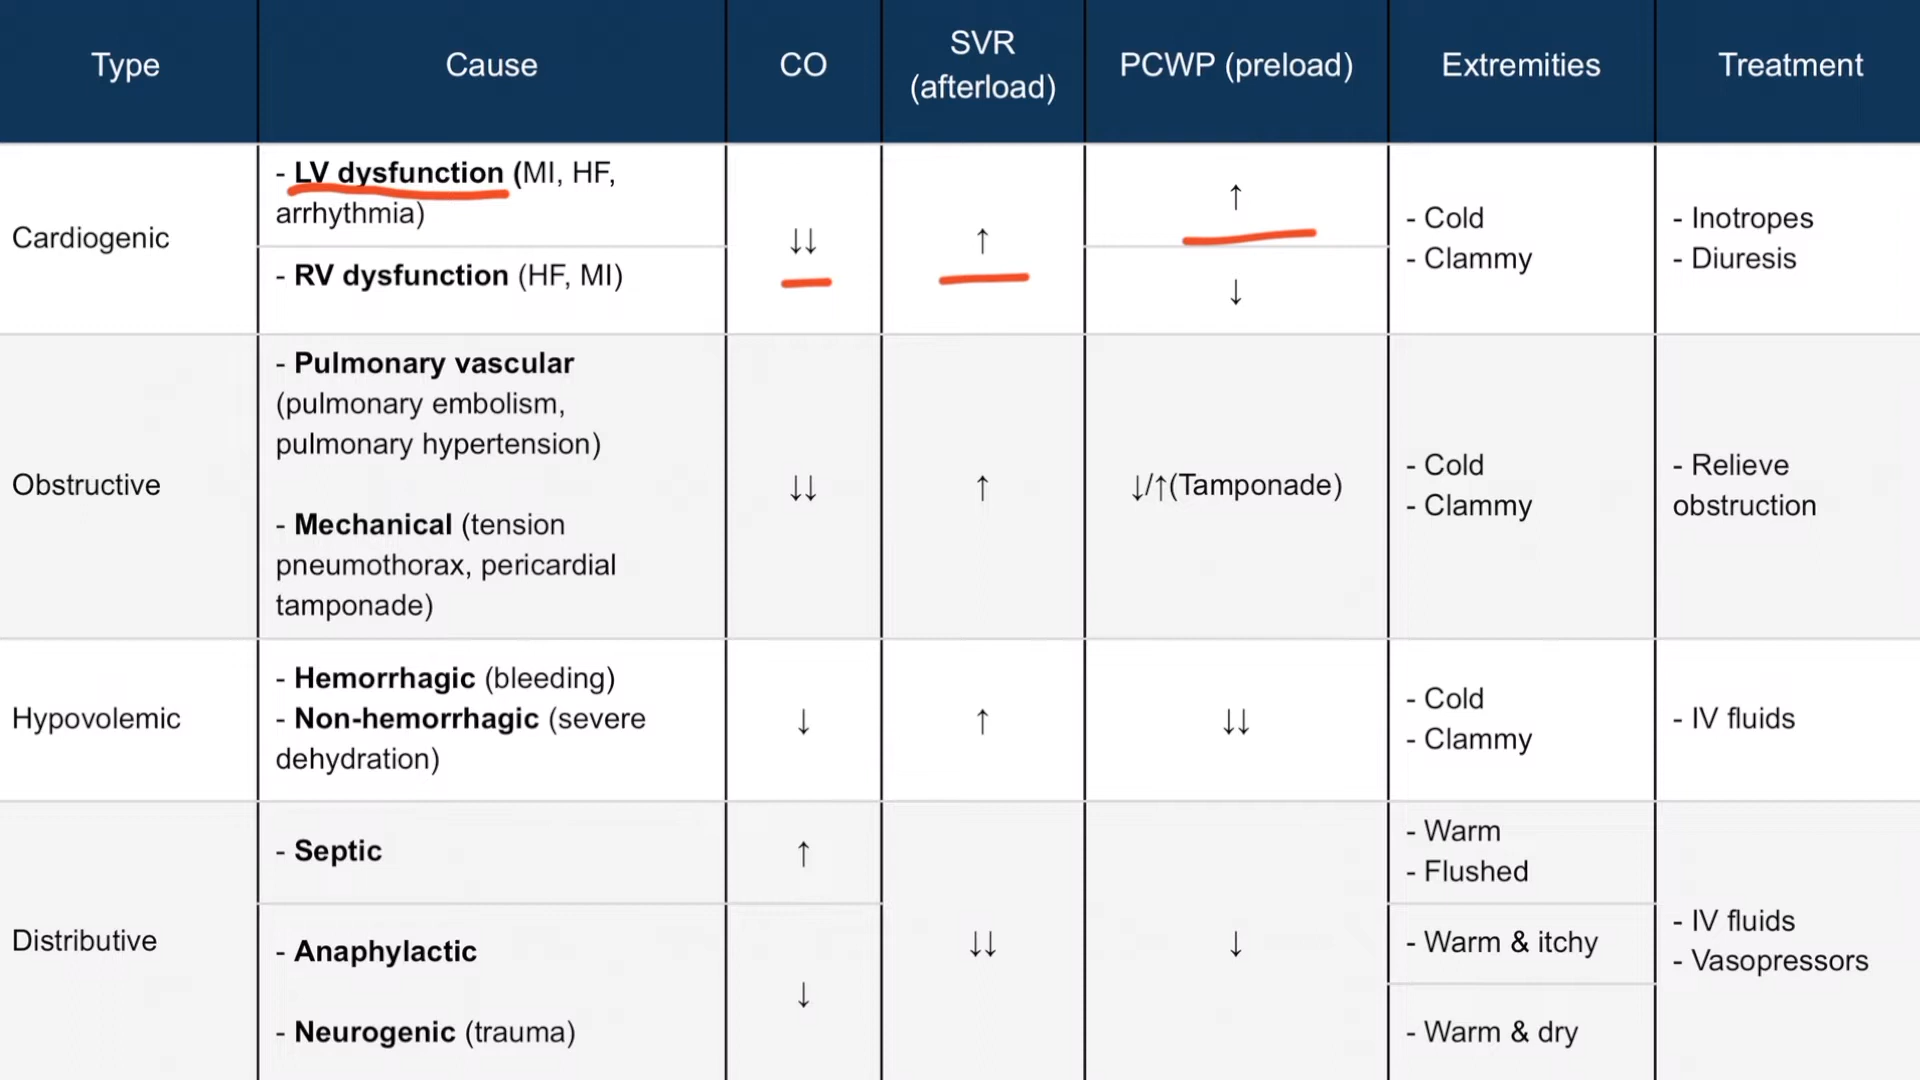 Type
Cause
CO
SVR
(afterload)
PCWP (preload)
Extremities
Treatment
Cardiogenic
- LV dysfunction (MI, HF,
arrhythmia)
- RV dysfunction (HF, MI)
↓↓
↑
↑
↓
- Cold
- Clammy
- Inotropes
- Diuresis
Obstructive
- Pulmonary vascular
(pulmonary embolism,
pulmonary hypertension)
- Mechanical (tension
pneumothorax, pericardial
tamponade)
↓↓
↑
↓/↑(Tamponade)
- Cold
- Clammy
- Relieve
obstruction
Hypovolemic
- Hemorrhagic (bleeding)
- Non-hemorrhagic (severe
dehydration)
↓
↑
↓↓
- Cold
- Clammy
- IV fluids
Distributive
- Septic
↑
- Anaphylactic
- Neurogenic (trauma)
↓
↓↓
↓
- Warm
- Flushed
- Warm & itchy
- Warm & dry
- IV fluids
- Vasopressors